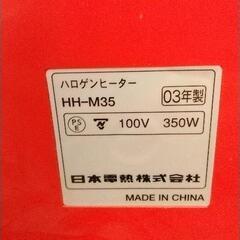 ハロゲンヒーター
HH-M35 03年製
PS E 100V 350W
日本電熱株式会社
MADE IN CHINA